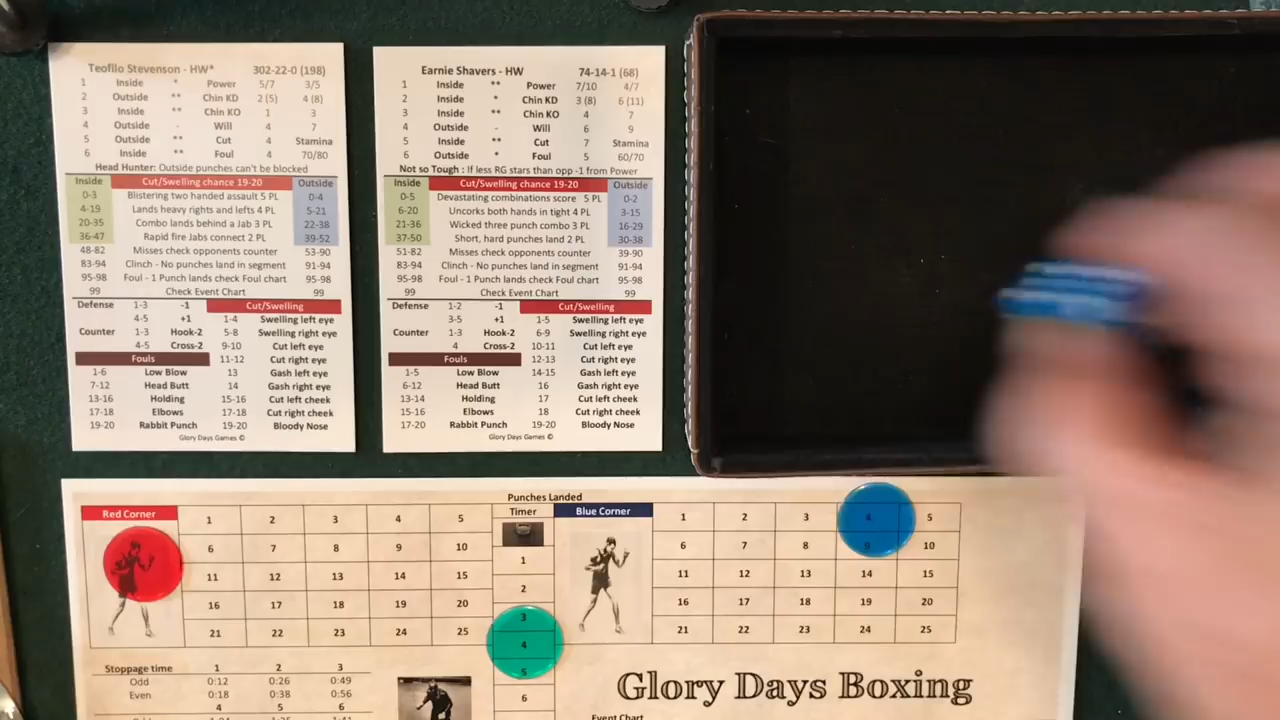 Teofilo Stevenson - HW* 302-22-0 (198)
1 Inside * Power 5/7 3/5
2 Outside ** Chin KD 2 (5) 4 (8)
3 Inside ** Chin KO 1 3
4 Outside - Will 4 7
5 Outside ** Cut 4 Stamina
6 Inside ** Foul 4 70/80
Head Hunter: Outside punches can't be blocked
Inside Cut/Swelling chance 19-20 Outside
0-3 Blistering two handed assault 5 PL 0-4
4-19 Lands heavy rights and lefts 4 PL 5-21
20-35 Combo lands behind a Jab 3 PL 22-38
36-47 Rapid fire Jabs connect 2 PL 39-52
48-82 Misses check opponents counter 53-90
83-94 Clinch - No punches land in segment 91-94
95-98 Foul - 1 Punch lands check Foul chart 95-98
99 Check Event Chart 99
Defense 1-3 -1 Cut/Swelling
4-5 +1 1-4 Swelling left eye
Counter 1-3 Hook-2 5-8 Swelling right eye
4-5 Cross-2 9-10 Cut left eye
Fouls 11-12 Cut right eye
1-6 Low Blow 13 Gash left eye
7-12 Head Butt 14 Gash right eye
13-16 Holding 15-16 Cut left cheek
17-18 Elbows 17-18 Cut right cheek
19-20 Rabbit Punch 19-20 Bloody Nose
Glory Days Games ©
Earnie Shavers - HW 74-14-1 (68)
1 Inside ** Power 7/10 4/7
2 Inside * Chin KD 3 (8) 6 (11)
3 Inside ** Chin KO 4 7
4 Outside - Will 6 9
5 Inside ** Cut 7 Stamina
6 Outside * Foul 5 60/70
Not so Tough : If less RG stars than opp -1 from Power
Inside Cut/Swelling chance 19-20 Outside
0-5 Devastating combinations score 5 PL 0-2
6-20 Uncorks both hands in tight 4 PL 3-15
21-36 Wicked three punch combo 3 PL 16-29
37-50 Short, hard punches land 2 PL 30-38
51-82 Misses check opponents counter 39-90
83-94 Clinch - No punches land in segment 91-94
95-98 Foul - 1 Punch lands check Foul chart 95-98
99 Check Event Chart 99
Defense 1-2 -1 Cut/Swelling
3-5 +1 1-5 Swelling left eye
Counter 1-3 Hook-2 6-9 Swelling right eye
4 Cross-2 10-11 Cut left eye
Fouls 12-13 Cut right eye
1-5 Low Blow 14-15 Gash left eye
6-12 Head Butt 16 Gash right eye
13-14 Holding 17 Cut left cheek
15-16 Elbows 18 Cut right cheek
17-20 Rabbit Punch 19-20 Bloody Nose
Glory Days Games ©
Punches Landed
Red Corner 1 2 3 4 5 Timer Blue Corner 1 2 3 4 5
6 7 8 9 10 1 6 7 8 9 10
11 12 13 14 15 2 11 12 13 14 15
16 17 18 19 20 3 16 17 18 19 20
21 22 23 24 25 4 21 22 23 24 25
5
6
Stoppage time 1 2 3
Odd 0:12 0:26 0:49
Even 0:18 0:38 0:56
4 5 6
Glory Days Boxing
Event Chart